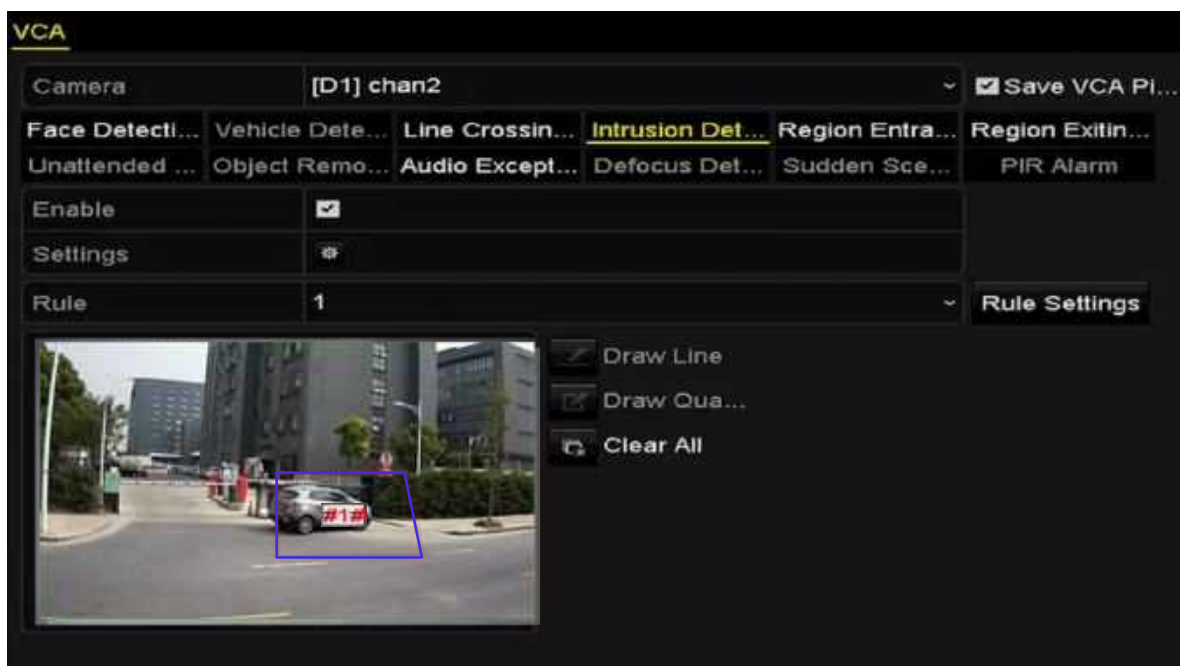 VCA
Camera [D1] chan2 Save VCA Pi...
Face Detecti... Vehicle Dete... Line Crossin... Intrusion Det... Region Entra... Region Exitin...
Unattended ... Object Remo... Audio Except... Defocus Det... Sudden Sce... PIR Alarm
Enable
Settings
Rule 1 Rule Settings
Draw Line
Draw Qua...
Clear All
#1#